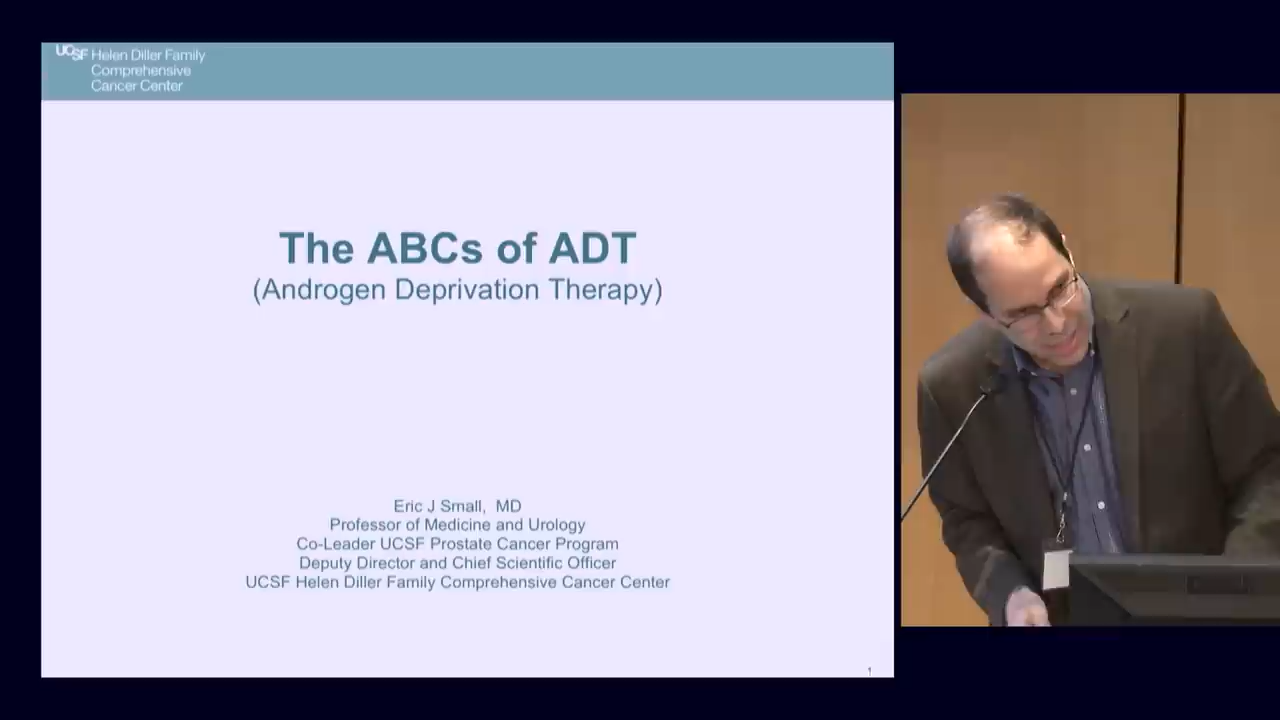 UCSF Helen Diller Family
Comprehensive
Cancer Center
The ABCs of ADT
(Androgen Deprivation Therapy)
Eric J Small, MD
Professor of Medicine and Urology
Co-Leader UCSF Prostate Cancer Program
Deputy Director and Chief Scientific Officer
UCSF Helen Diller Family Comprehensive Cancer Center
1